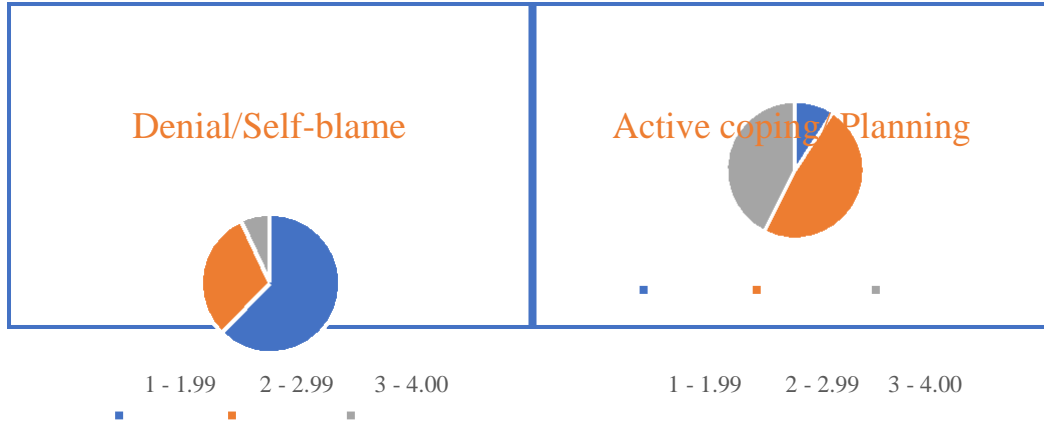 Denial/Self-blame
Active coping/Planning
1 - 1.99 2 - 2.99 3 - 4.00
1 - 1.99 2 - 2.99 3 - 4.00